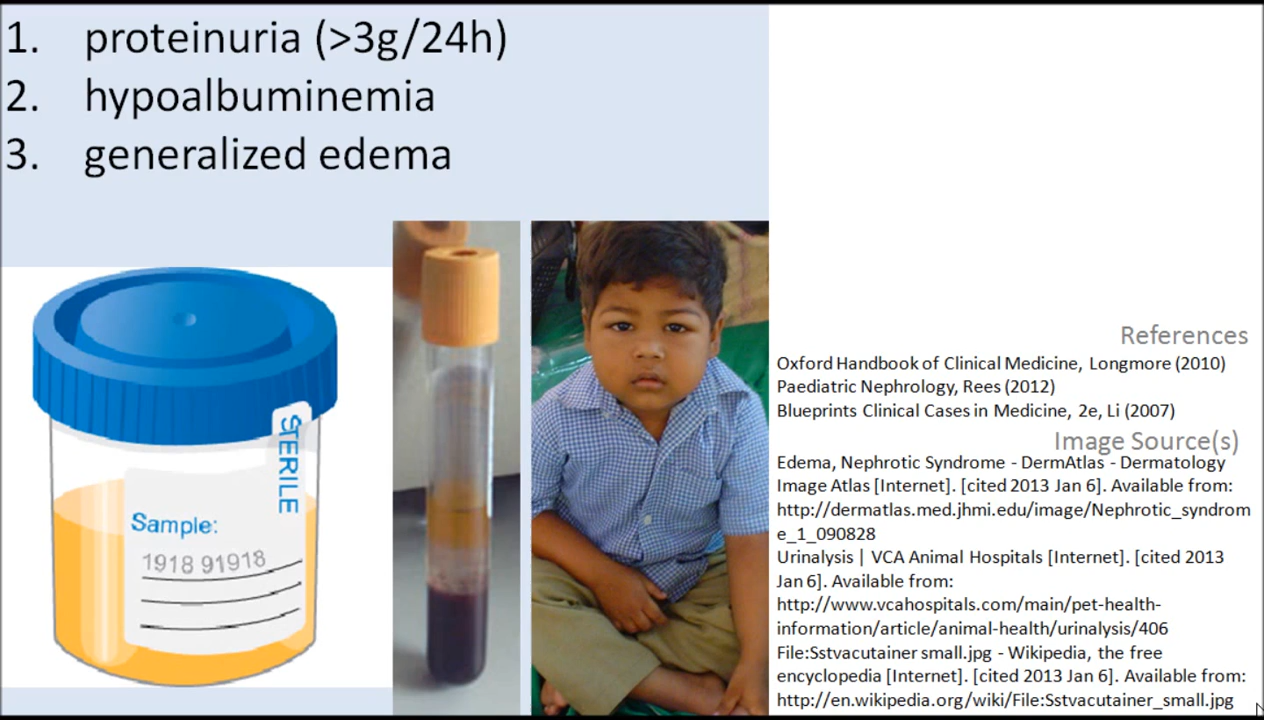 1. proteinuria (>3g/24h)
2. hypoalbuminemia
3. generalized edema
STERILE
Sample:
1918 91918
References
Oxford Handbook of Clinical Medicine, Longmore (2010)
Paediatric Nephrology, Rees (2012)
Blueprints Clinical Cases in Medicine, 2e, Li (2007)
Image Source(s)
Edema, Nephrotic Syndrome - DermAtlas - Dermatology
Image Atlas [Internet]. [cited 2013 Jan 6]. Available from:
http://dermatlas.med.jhmi.edu/image/Nephrotic_syndrom
e_1_090828
Urinalysis | VCA Animal Hospitals [Internet]. [cited 2013
Jan 6]. Available from:
http://www.vcahospitals.com/main/pet-health-
information/article/animal-health/urinalysis/406
File:Sstvacutainer small.jpg - Wikipedia, the free
encyclopedia [Internet]. [cited 2013 Jan 6]. Available from:
http://en.wikipedia.org/wiki/File:Sstvacutainer_small.jpg